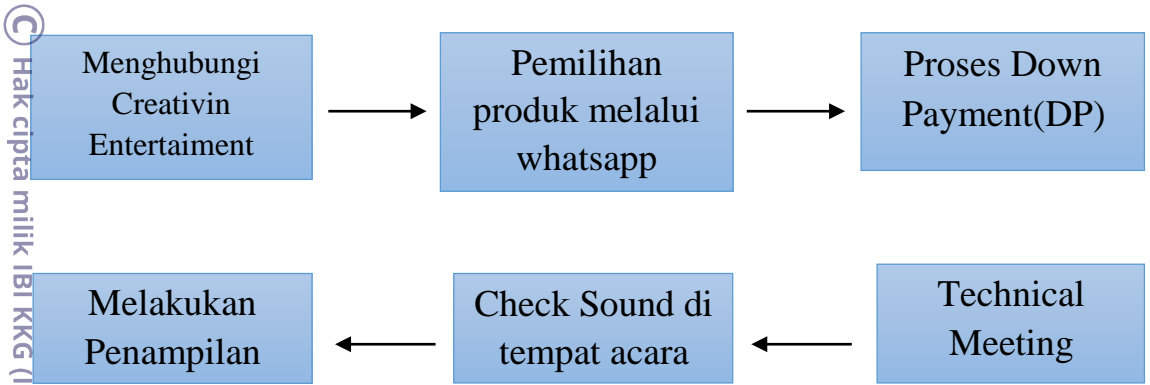 © Hak cipta milik IBI KKG (I
Menghubungi
Creativin
Entertaiment
Pemilihan
produk melalui
whatsapp
Proses Down
Payment(DP)
Technical
Meeting
Check Sound di
tempat acara
Melakukan
Penampilan